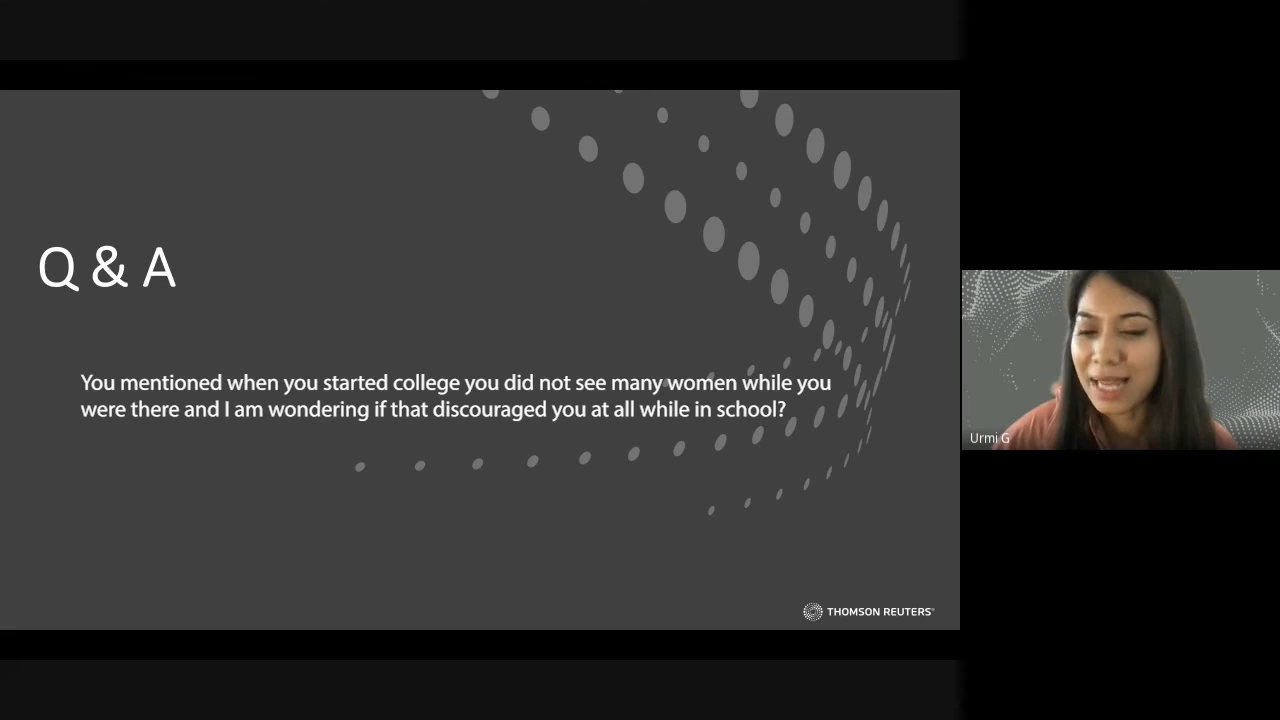 Q & A
You mentioned when you started college you did not see many women while you
were there and I am wondering if that discouraged you at all while in school?
Urmi G
THOMSON REUTERS